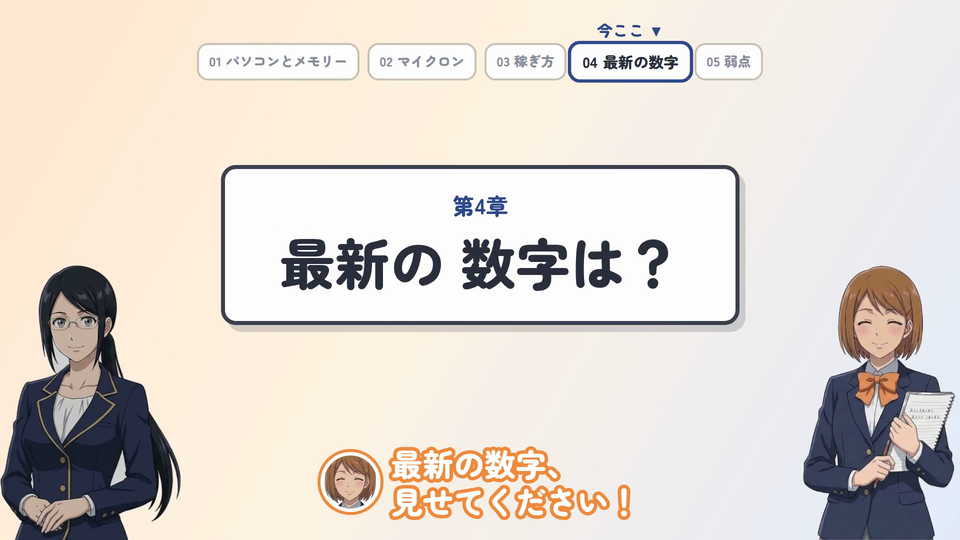 今ここ ▼
01 パソコンとメモリー
02 マイクロン
03 稼ぎ方
04 最新の数字
05 弱点
第4章
最新の 数字は？
最新の数字、
見せてください！